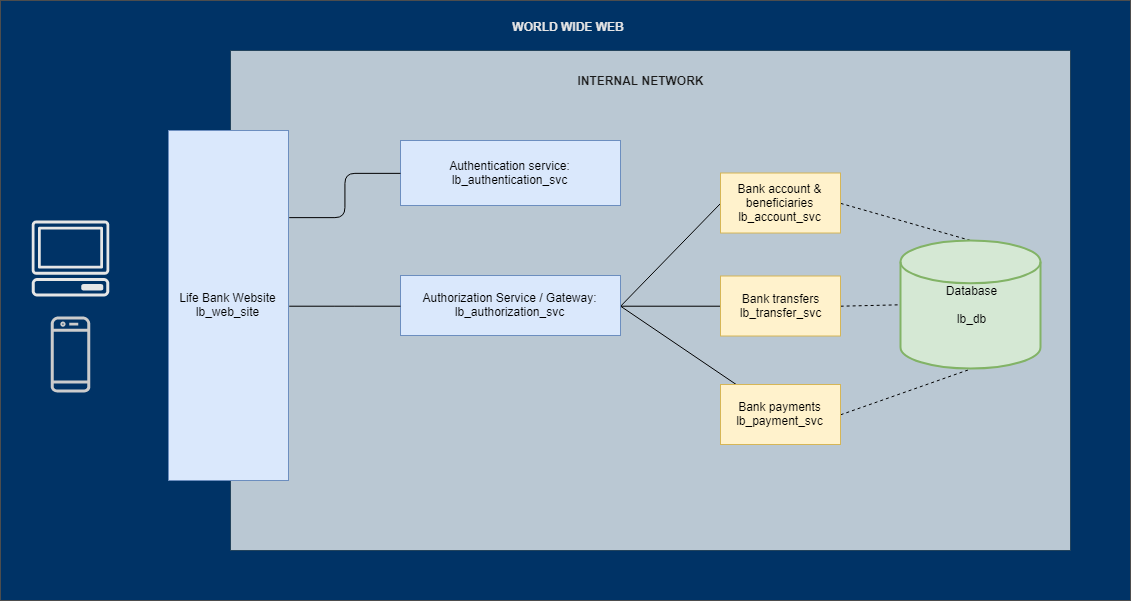 WORLD WIDE WEB
INTERNAL NETWORK
Authentication service:
lb_authentication_svc
Bank account &
beneficiaries
lb_account_svc
Life Bank Website
lb_web_site
Authorization Service / Gateway:
lb_authorization_svc
Bank transfers
lb_transfer_svc
Database
lb_db
Bank payments
lb_payment_svc